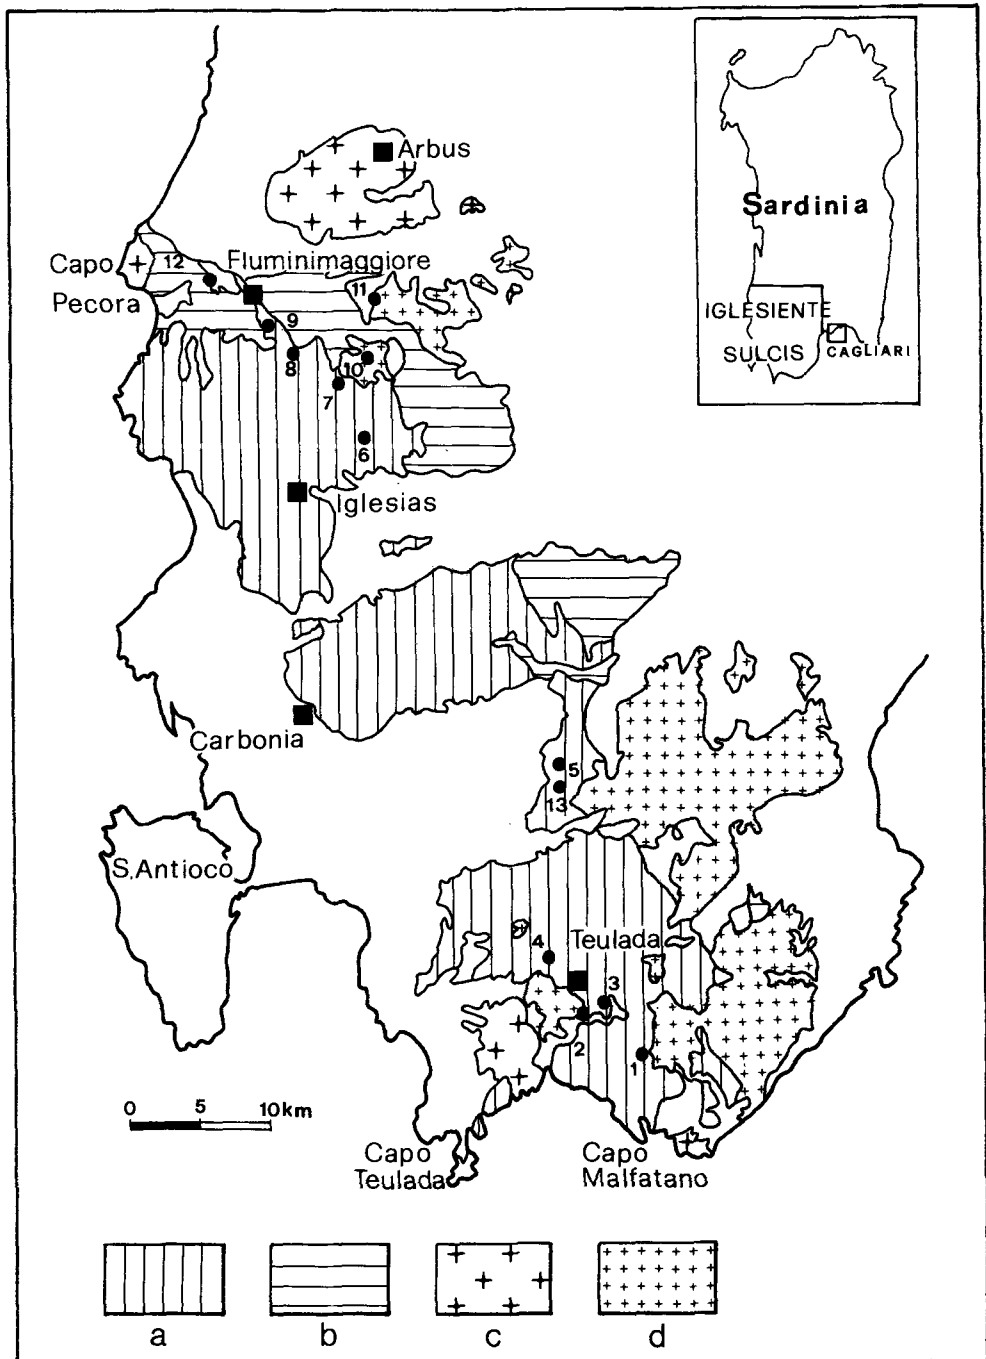 Arbus
Sardinia
IGLESIENTE
SULCIS
CAGLIARI
Capo
Pecora
12
Fluminimaggiore
11
9
8
10
7
6
Iglesias
Carbonia
5
13
S.Antioco
4
Teulada
3
2
1
0 5 10km
Capo
Teulada
Capo
Malfatano
a b c d